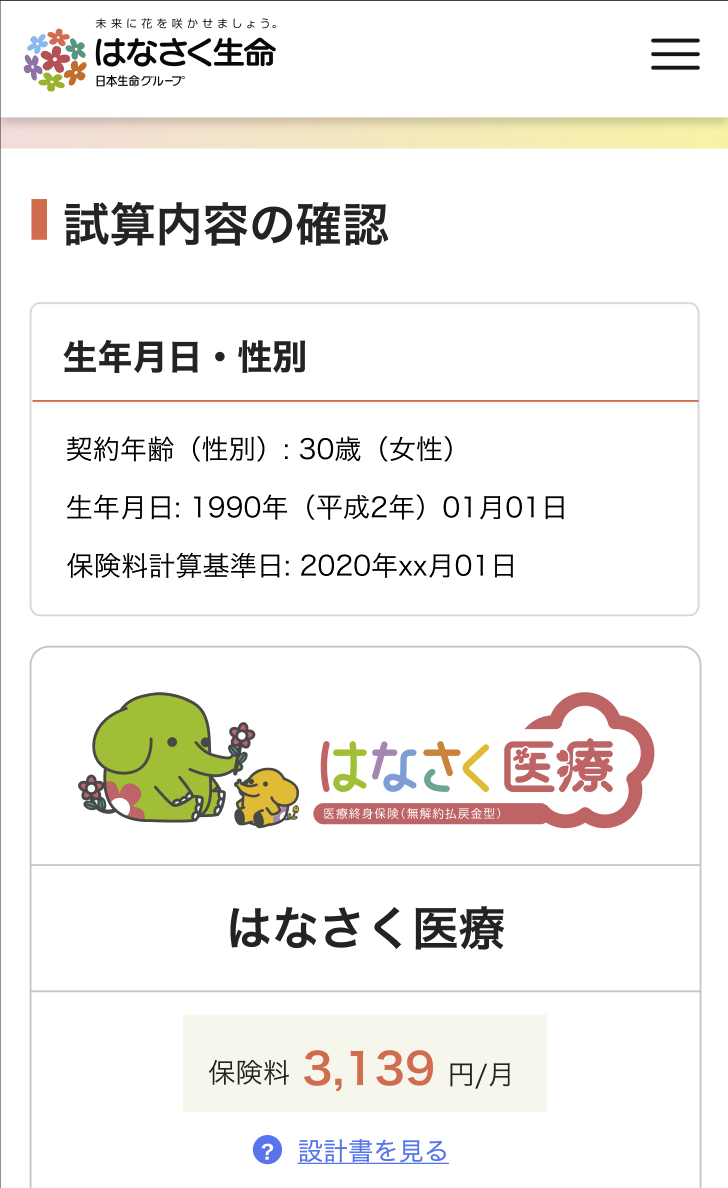 未来に花を咲かせましょう。
はなさく生命
日本生命グループ
試算内容の確認
生年月日・性別
契約年齢（性別）: 30歳（女性）
生年月日: 1990年（平成2年）01月01日
保険料計算基準日: 2020年xx月01日
はなさく医療
医療終身保険(無解約払戻金型)
はなさく医療
保険料 3,139 円/月
? 設計書を見る